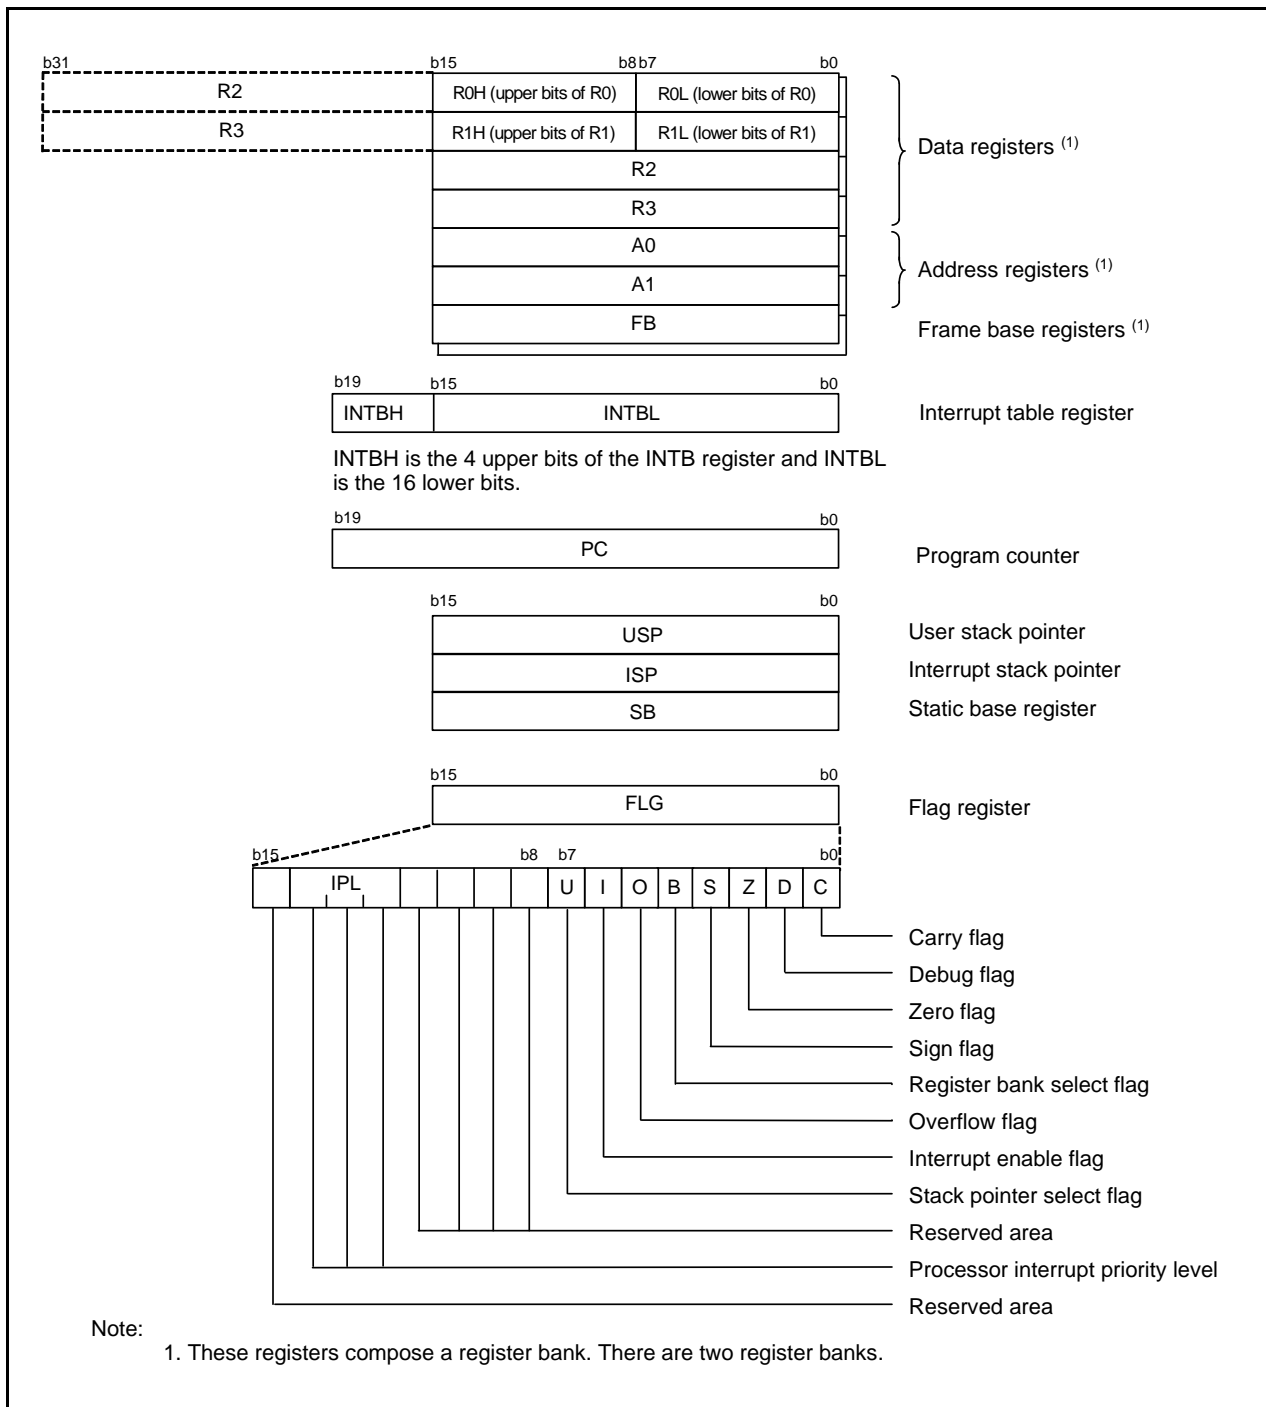 b31 b15 b8 b7 b0
R2 R0H (upper bits of R0) R0L (lower bits of R0)
R3 R1H (upper bits of R1) R1L (lower bits of R1)
Data registers (1)
R2
R3
A0
A1
Address registers (1)
FB
Frame base registers (1)
b19 b15 b0
INTBH INTBL Interrupt table register
INTBH is the 4 upper bits of the INTB register and INTBL
is the 16 lower bits.
b19 b0
PC Program counter
b15 b0
USP User stack pointer
ISP Interrupt stack pointer
SB Static base register
b15 b0
FLG Flag register
b15 b8 b7 b0
IPL U I O B S Z D C
Carry flag
Debug flag
Zero flag
Sign flag
Register bank select flag
Overflow flag
Interrupt enable flag
Stack pointer select flag
Reserved area
Processor interrupt priority level
Reserved area
Note:
1. These registers compose a register bank. There are two register banks.